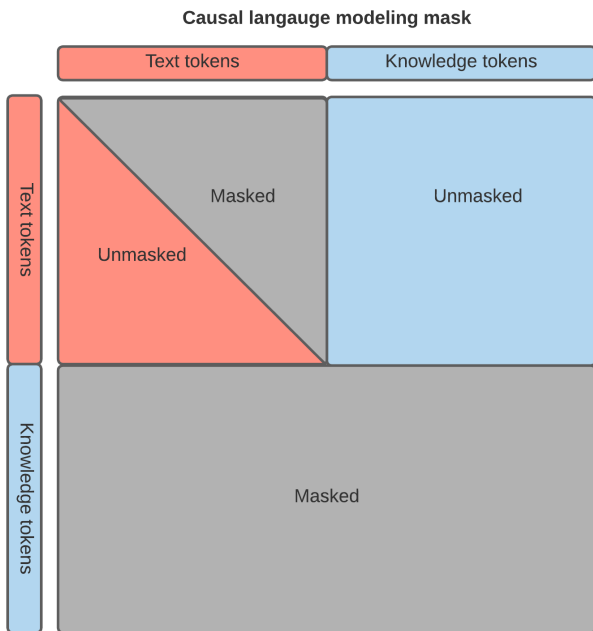 Causal langauge modeling mask
Text tokens
Knowledge tokens
Text tokens
Masked
Unmasked
Unmasked
Knowledge tokens
Masked